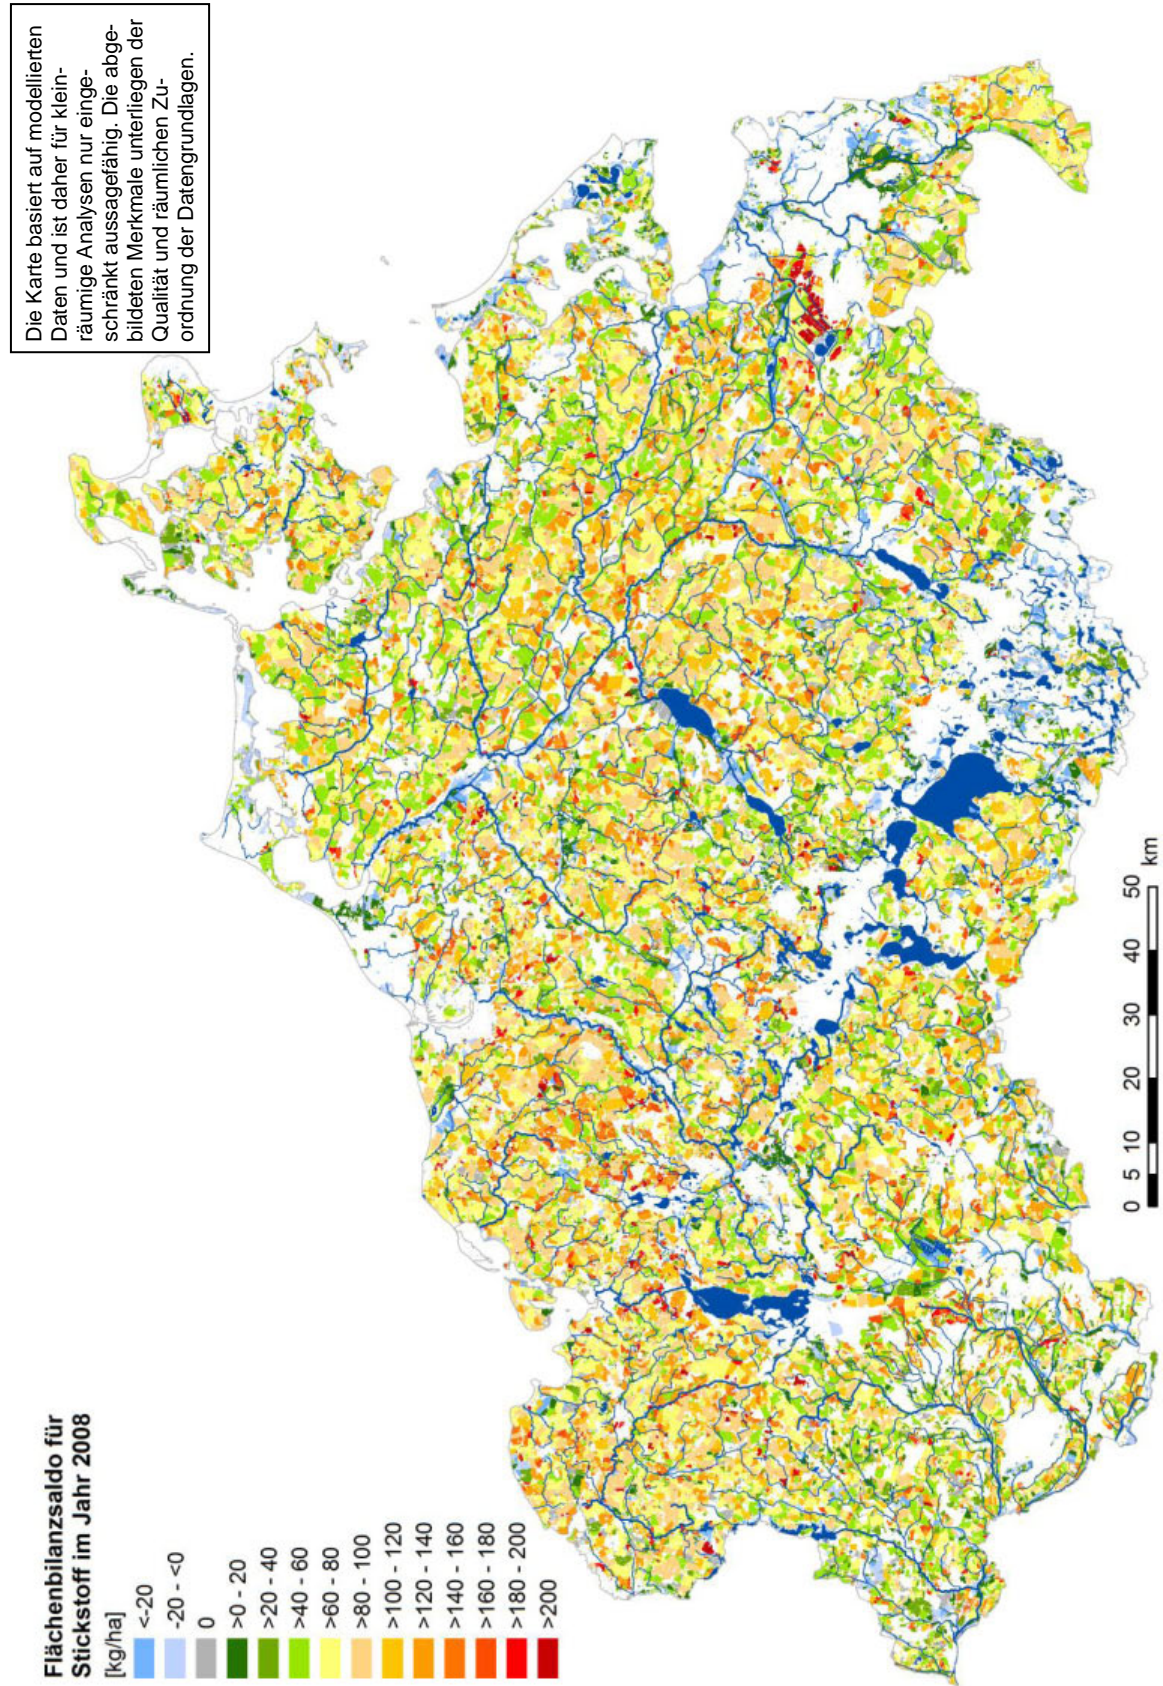 Die Karte basiert auf modellierten
Daten und ist daher für klein-
räumige Analysen nur einge-
schränkt aussagefähig. Die abge-
bildeten Merkmale unterliegen der
Qualität und räumlichen Zu-
ordnung der Datengrundlagen.
Flächenbilanzsaldo für
Stickstoff im Jahr 2008
[kg/ha]
<-20
-20 - <0
0
>0 - 20
>20 - 40
>40 - 60
>60 - 80
>80 - 100
>100 - 120
>120 - 140
>140 - 160
>160 - 180
>180 - 200
>200
0 5 10 20 30 40 50 km